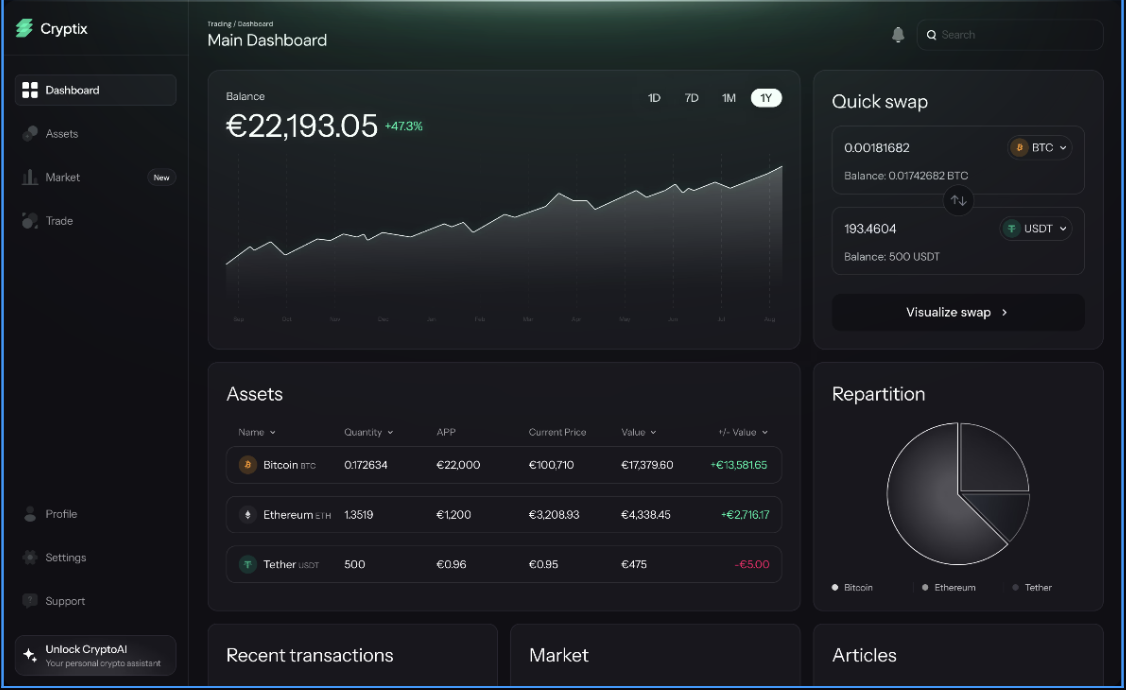 Cryptix
Dashboard
Assets
Market New
Trade
Profile
Settings
Support
Unlock CryptoAI
Your personal crypto assistant
Trading / Dashboard
Main Dashboard
Search
Balance
€22,193.05 +47.3%
1D 7D 1M 1Y
Sep Oct Nov Dec Jan Feb Mar Apr May Jun Jul Aug
Quick swap
0.00181682 BTC
Balance: 0.01742682 BTC
193.4604 USDT
Balance: 500 USDT
Visualize swap
Assets
Name Quantity APP Current Price Value +/- Value
Bitcoin BTC 0.172634 €22,000 €100,710 €17,379.60 +€13,581.65
Ethereum ETH 1.3519 €1,200 €3,208.93 €4,338.45 +€2,716.17
Tether USDT 500 €0.96 €0.95 €475 -€5.00
Repartition
Bitcoin Ethereum Tether
Recent transactions
Market
Articles